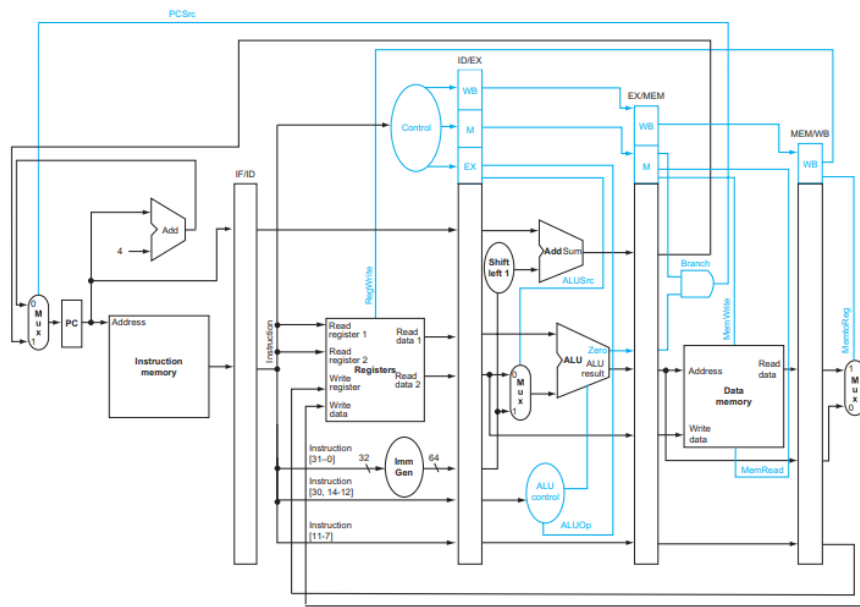 PCSrc
ID/EX
WB
EX/MEM
Control
M
WB
MEM/WB
EX
M
WB
IF/ID
Add
4
Add Sum
Shift
left 1
Branch
ALUSrc
RegWrite
MemWrite
MemtoReg
0
M
u
x
1
PC
Address
Instruction
memory
Instruction
Read
register 1
Read
data 1
Read
register 2
Registers
Read
data 2
Write
register
Write
data
0
M
u
x
1
Zero
ALU
ALU
result
Address
Read
data
Data
memory
Write
data
1
M
u
x
0
MemRead
Instruction
[31–0]
32
Imm
Gen
64
Instruction
[30, 14-12]
ALU
control
ALUOp
Instruction
[11-7]